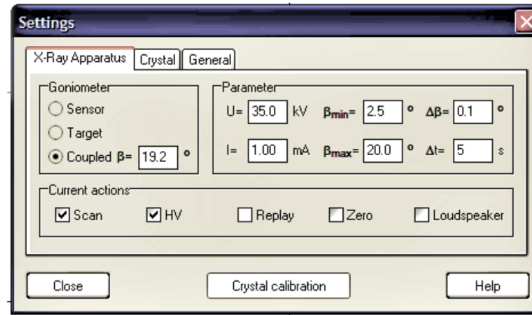 Settings
X-Ray Apparatus Crystal General
Goniometer Parameter
Sensor U= 35.0 kV βmin= 2.5 ° Δβ= 0.1 °
Target
Coupled β= 19.2 ° I= 1.00 mA βmax= 20.0 ° Δt= 5 s
Current actions
Scan HV Replay Zero Loudspeaker
Close Crystal calibration Help